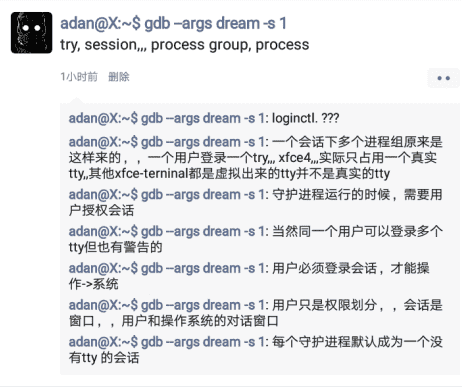 adan@X:~$ gdb --args dream -s 1
try, session,,, process group, process
1小时前 删除
adan@X:~$ gdb --args dream -s 1: loginctl. ???
adan@X:~$ gdb --args dream -s 1: 一个会话下多个进程组原来是
这样来的，，一个用户登录一个try,,, xfce4,,,实际只占用一个真实
tty,,其他xfce-terninal都是虚拟出来的tty并不是真实的tty
adan@X:~$ gdb --args dream -s 1: 守护进程运行的时候，需要用
户授权会话
adan@X:~$ gdb --args dream -s 1: 当然同一个用户可以登录多个
tty但也有警告的
adan@X:~$ gdb --args dream -s 1: 用户必须登录会话，才能操
作->系统
adan@X:~$ gdb --args dream -s 1: 用户只是权限划分，，会话是
窗口，，用户和操作系统的对话窗口
adan@X:~$ gdb --args dream -s 1: 每个守护进程默认成为一个没
有tty 的会话